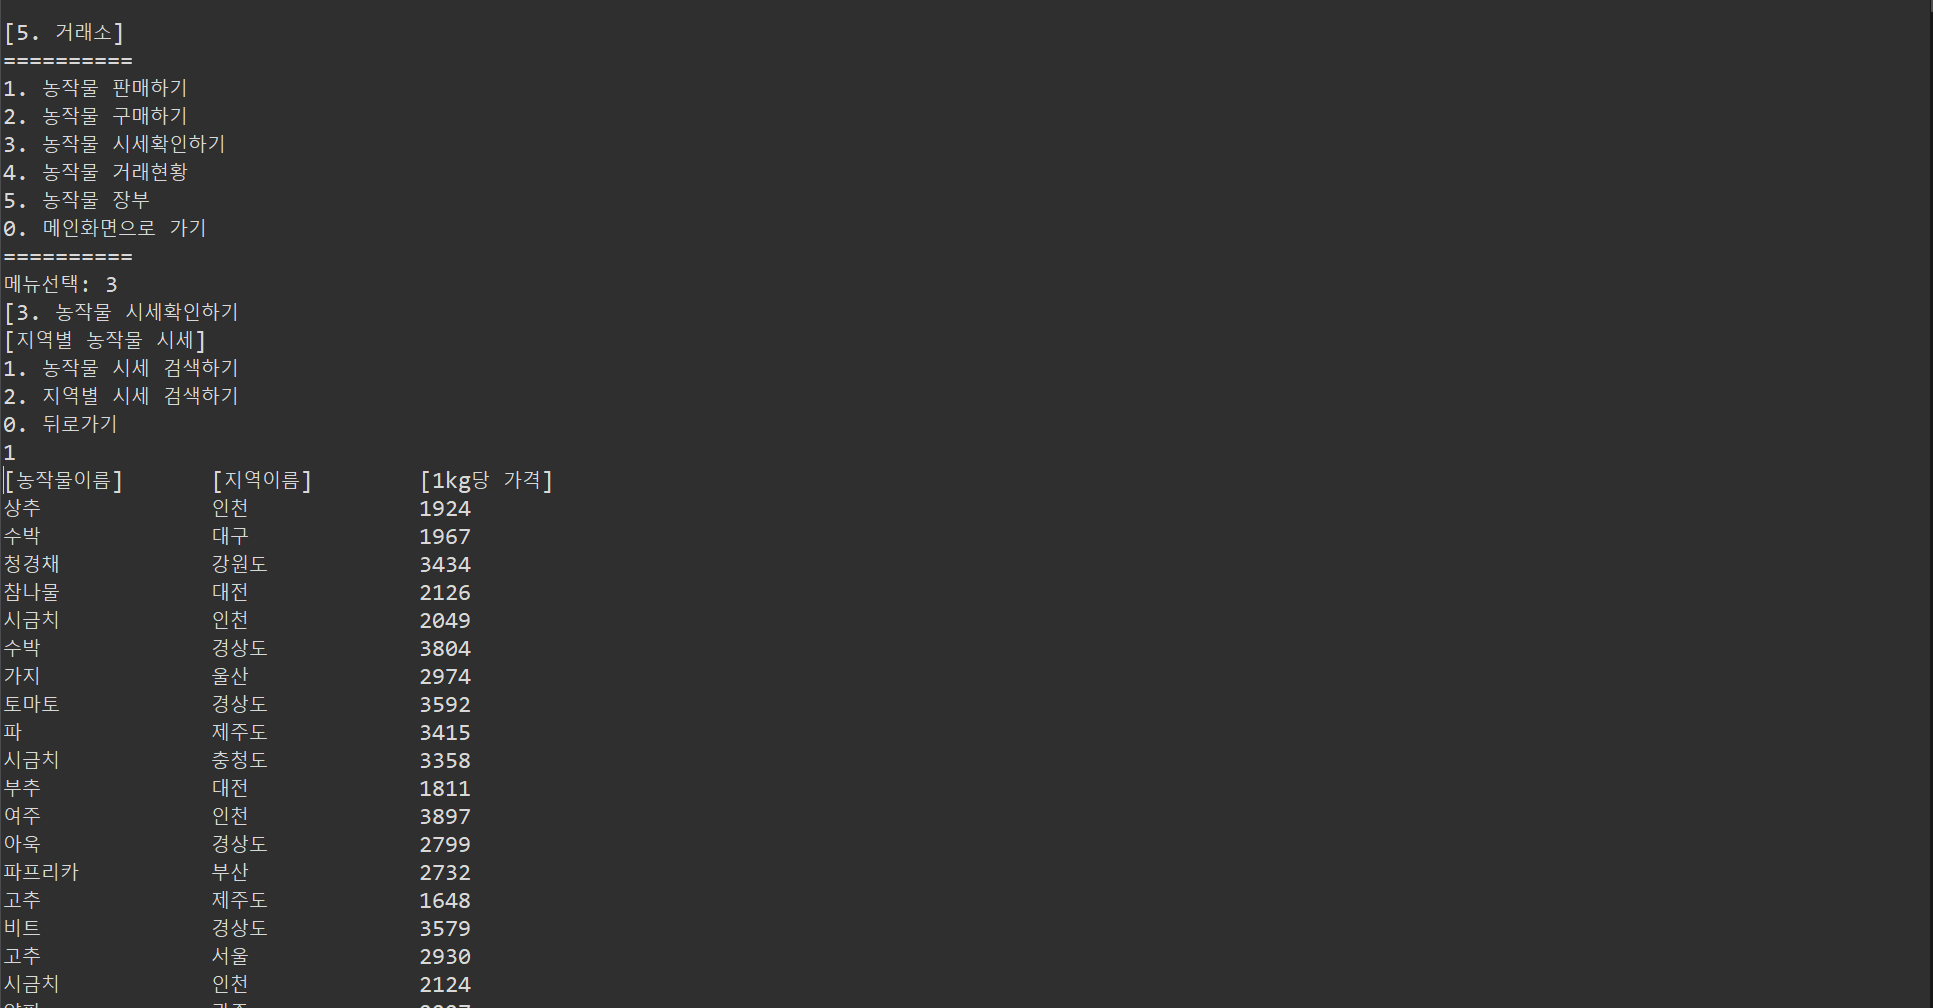 [5. 거래소]
==========
1. 농작물 판매하기
2. 농작물 구매하기
3. 농작물 시세확인하기
4. 농작물 거래현황
5. 농작물 장부
0. 메인화면으로 가기
==========
메뉴선택: 3
[3. 농작물 시세확인하기
[지역별 농작물 시세]
1. 농작물 시세 검색하기
2. 지역별 시세 검색하기
0. 뒤로가기
1
[농작물이름] [지역이름] [1kg당 가격]
상추 인천 1924
수박 대구 1967
청경채 강원도 3434
참나물 대전 2126
시금치 인천 2049
수박 경상도 3804
가지 울산 2974
토마토 경상도 3592
파 제주도 3415
시금치 충청도 3358
부추 대전 1811
여주 인천 3897
아욱 경상도 2799
파프리카 부산 2732
고추 제주도 1648
비트 경상도 3579
고추 서울 2930
시금치 인천 2124